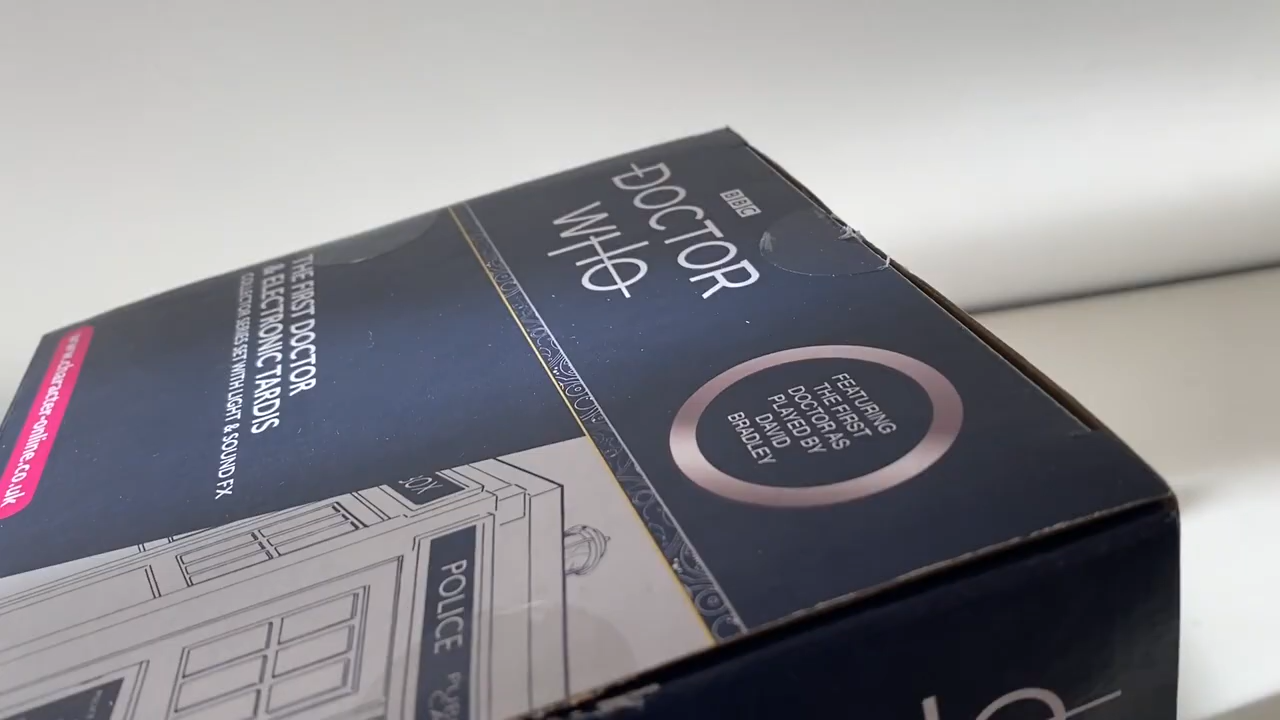 BBC
DOCTOR
WHO
FEATURING
THE FIRST
DOCTOR AS
PLAYED BY
DAVID
BRADLEY
THE FIRST DOCTOR
& ELECTRONIC TARDIS
COLLECTOR SERIES SET WITH LIGHT & SOUND FX
www.character-online.co.uk
POLICE
BOX